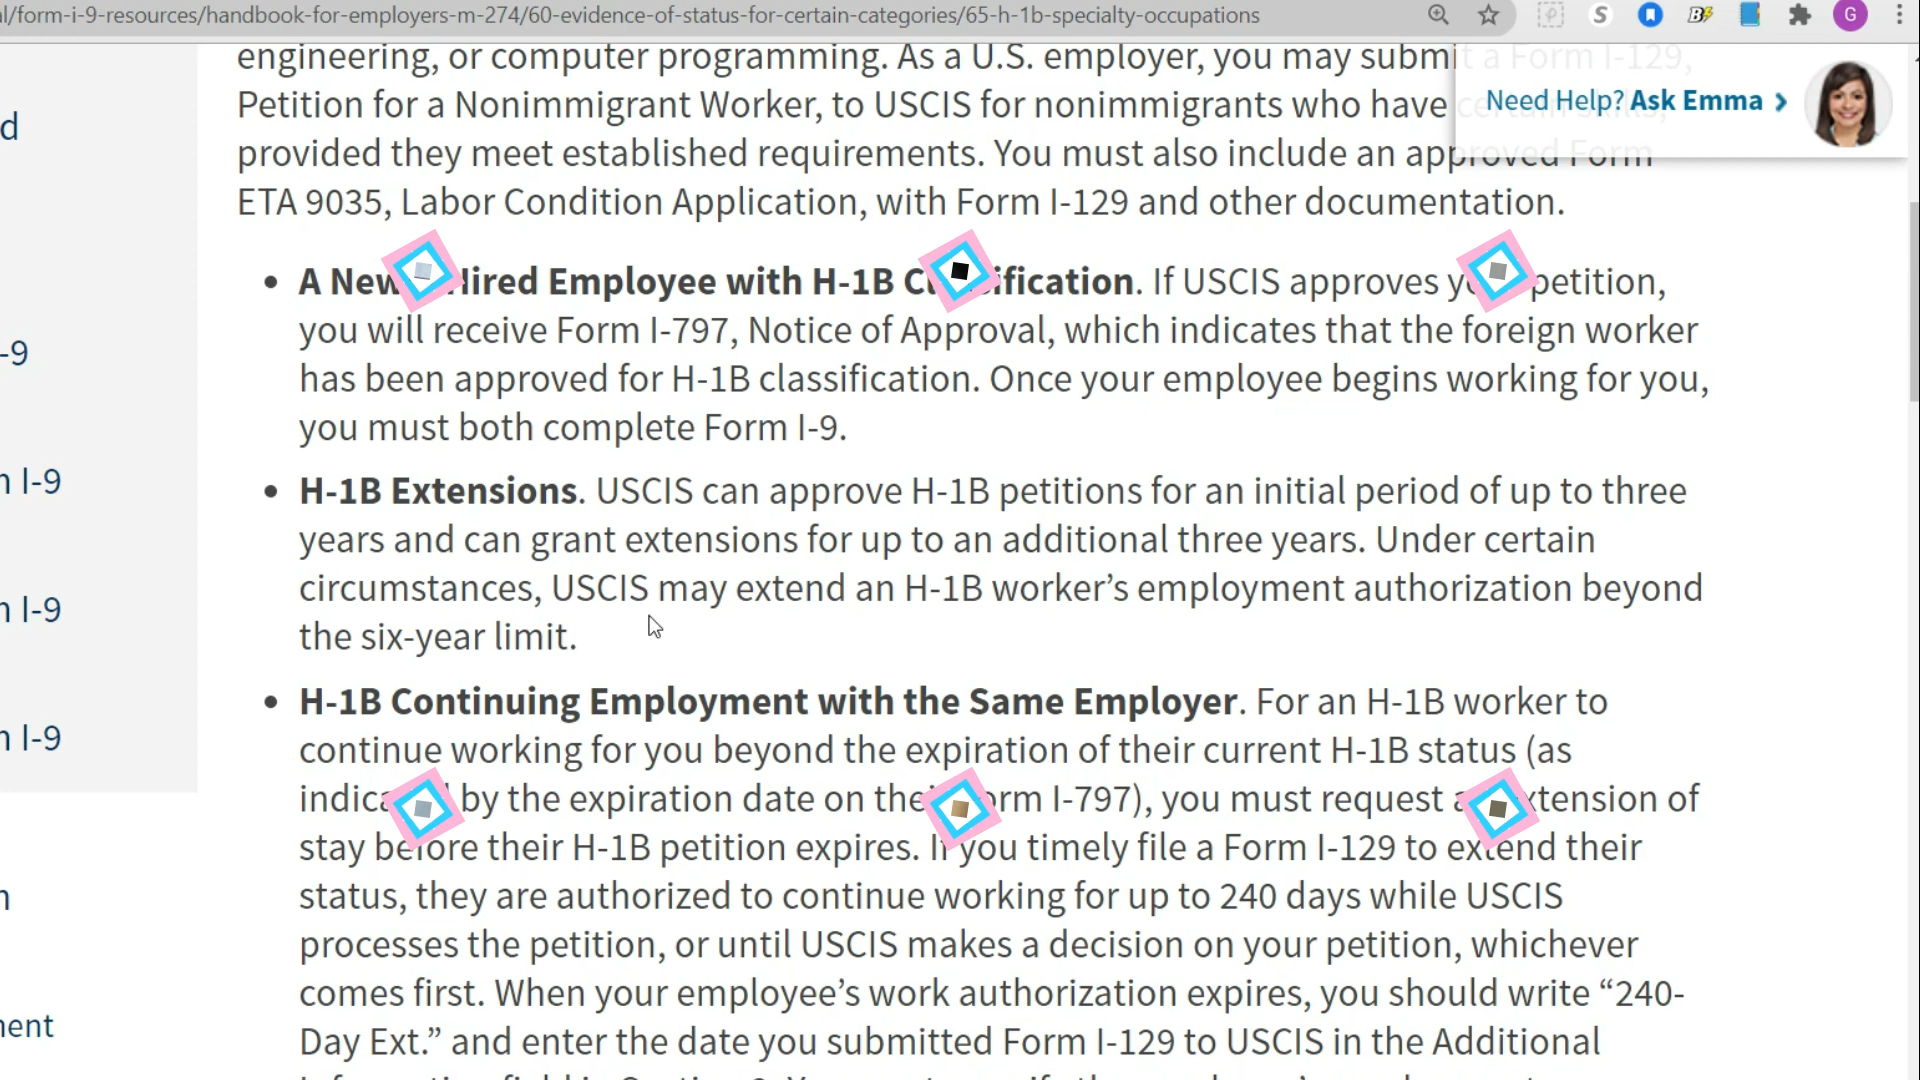 al/form-i-9-resources/handbook-for-employers-m-274/60-evidence-of-status-for-certain-categories/65-h-1b-specialty-occupations
engineering, or computer programming. As a U.S. employer, you may submit a Form I-129,
Need Help? Ask Emma
Petition for a Nonimmigrant Worker, to USCIS for nonimmigrants who have certain skills,
provided they meet established requirements. You must also include an approved Form
ETA 9035, Labor Condition Application, with Form I-129 and other documentation.
• A Hired Employee with H-1B. If USCIS approves petition,
you will receive Form I-797, Notice of Approval, which indicates that the foreign worker
has been approved for H-1B classification. Once your employee begins working for you,
you must both complete Form I-9.
• H-1B Extensions. USCIS can approve H-1B petitions for an initial period of up to three
years and can grant extensions for up to an additional three years. Under certain
circumstances, USCIS may extend an H-1B worker’s employment authorization beyond
the six-year limit.
• H-1B Continuing Employment with the Same Employer. For an H-1B worker to
continue working for you beyond the expiration of their current H-1B status (as
by the expiration date on I-797), you must request of
stay before their H-1B petition expires. If you timely file a Form I-129 to extend their
status, they are authorized to continue working for up to 240 days while USCIS
processes the petition, or until USCIS makes a decision on your petition, whichever
comes first. When your employee’s work authorization expires, you should write “240-
Day Ext.” and enter the date you submitted Form I-129 to USCIS in the Additional
d
-9
n I-9
n I-9
n I-9
n
nent
S
B
G